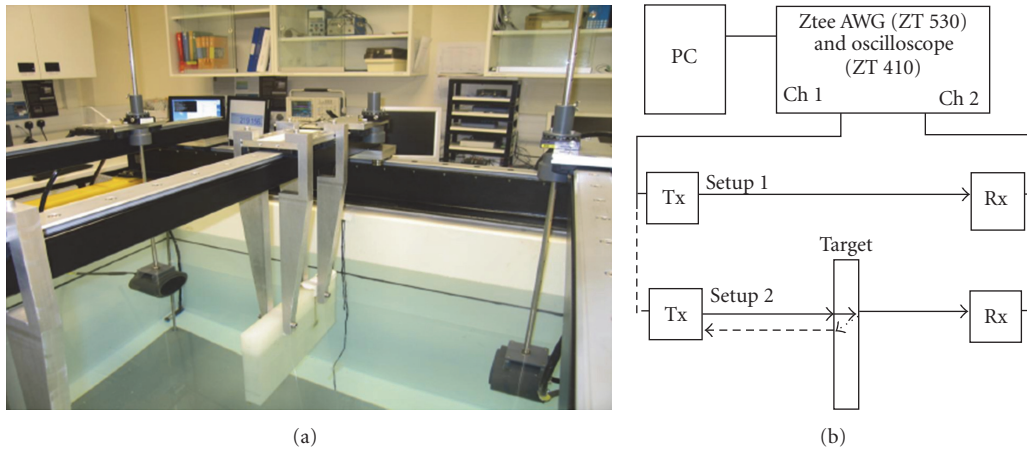 Ztec AWG (ZT 530)
and oscilloscope
(ZT 410)
PC
Ch 1
Ch 2
Setup 1
Tx
Rx
Target
Setup 2
Tx
Rx
(a)
(b)